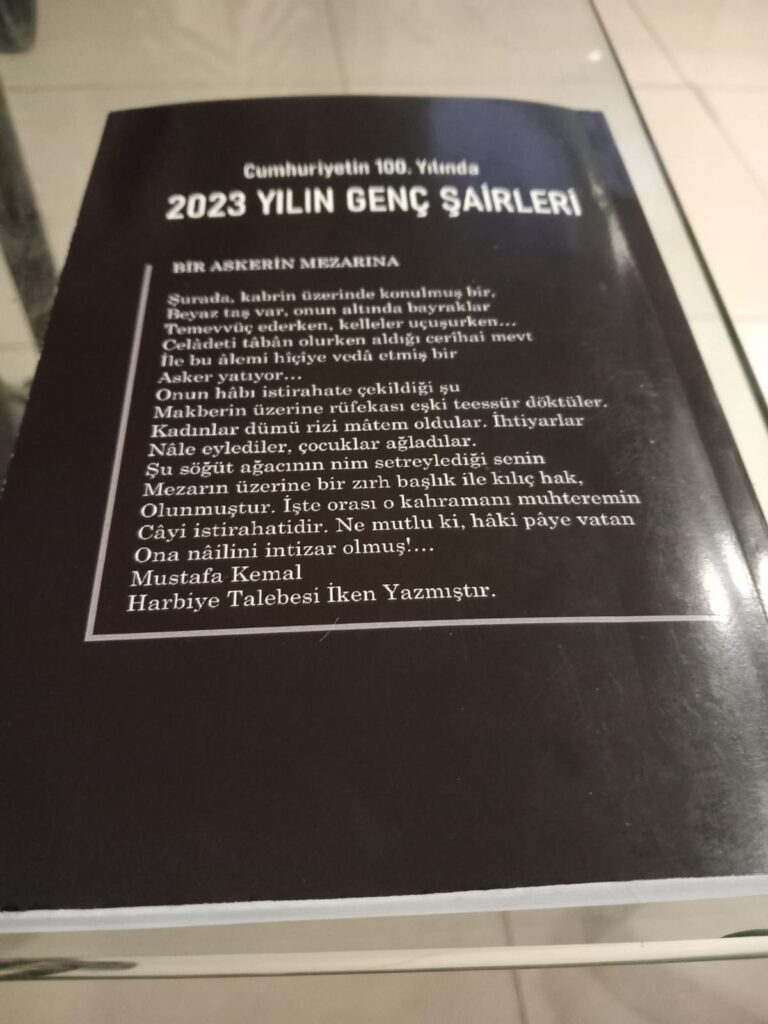 Cumhuriyetin 100. Yılında
2023 YILIN GENÇ ŞAİRLERİ
BİR ASKERİN MEZARINA
Şurada, kabrin üzerinde konulmuş bir,
Beyaz taş var, onun altında bayraklar
Temevvüç ederken, kelleler uçuşurken...
Celâdeti tâbân olurken aldığı cerîhai mevt
İle bu âlemi hîçîye vedâ etmiş bir
Asker yatıyor...
Onun hâbı istirahate çekildiği şu
Makberin üzerine rüfekası eşki teessür döktüler.
Kadınlar dümü rizi mâtem oldular. İhtiyarlar
Nâle eylediler, çocuklar ağladılar.
Şu söğüt ağacının nim setreylediği senin
Mezarın üzerine bir zırh başlık ile kılıç hak,
Olunmuştur. İşte orası o kahramanı muhteremin
Câyi istirahatidir. Ne mutlu ki, hâki pâye vatan
Ona nâilini intizar olmuş!...
Mustafa Kemal
Harbiye Talebesi İken Yazmıştır.